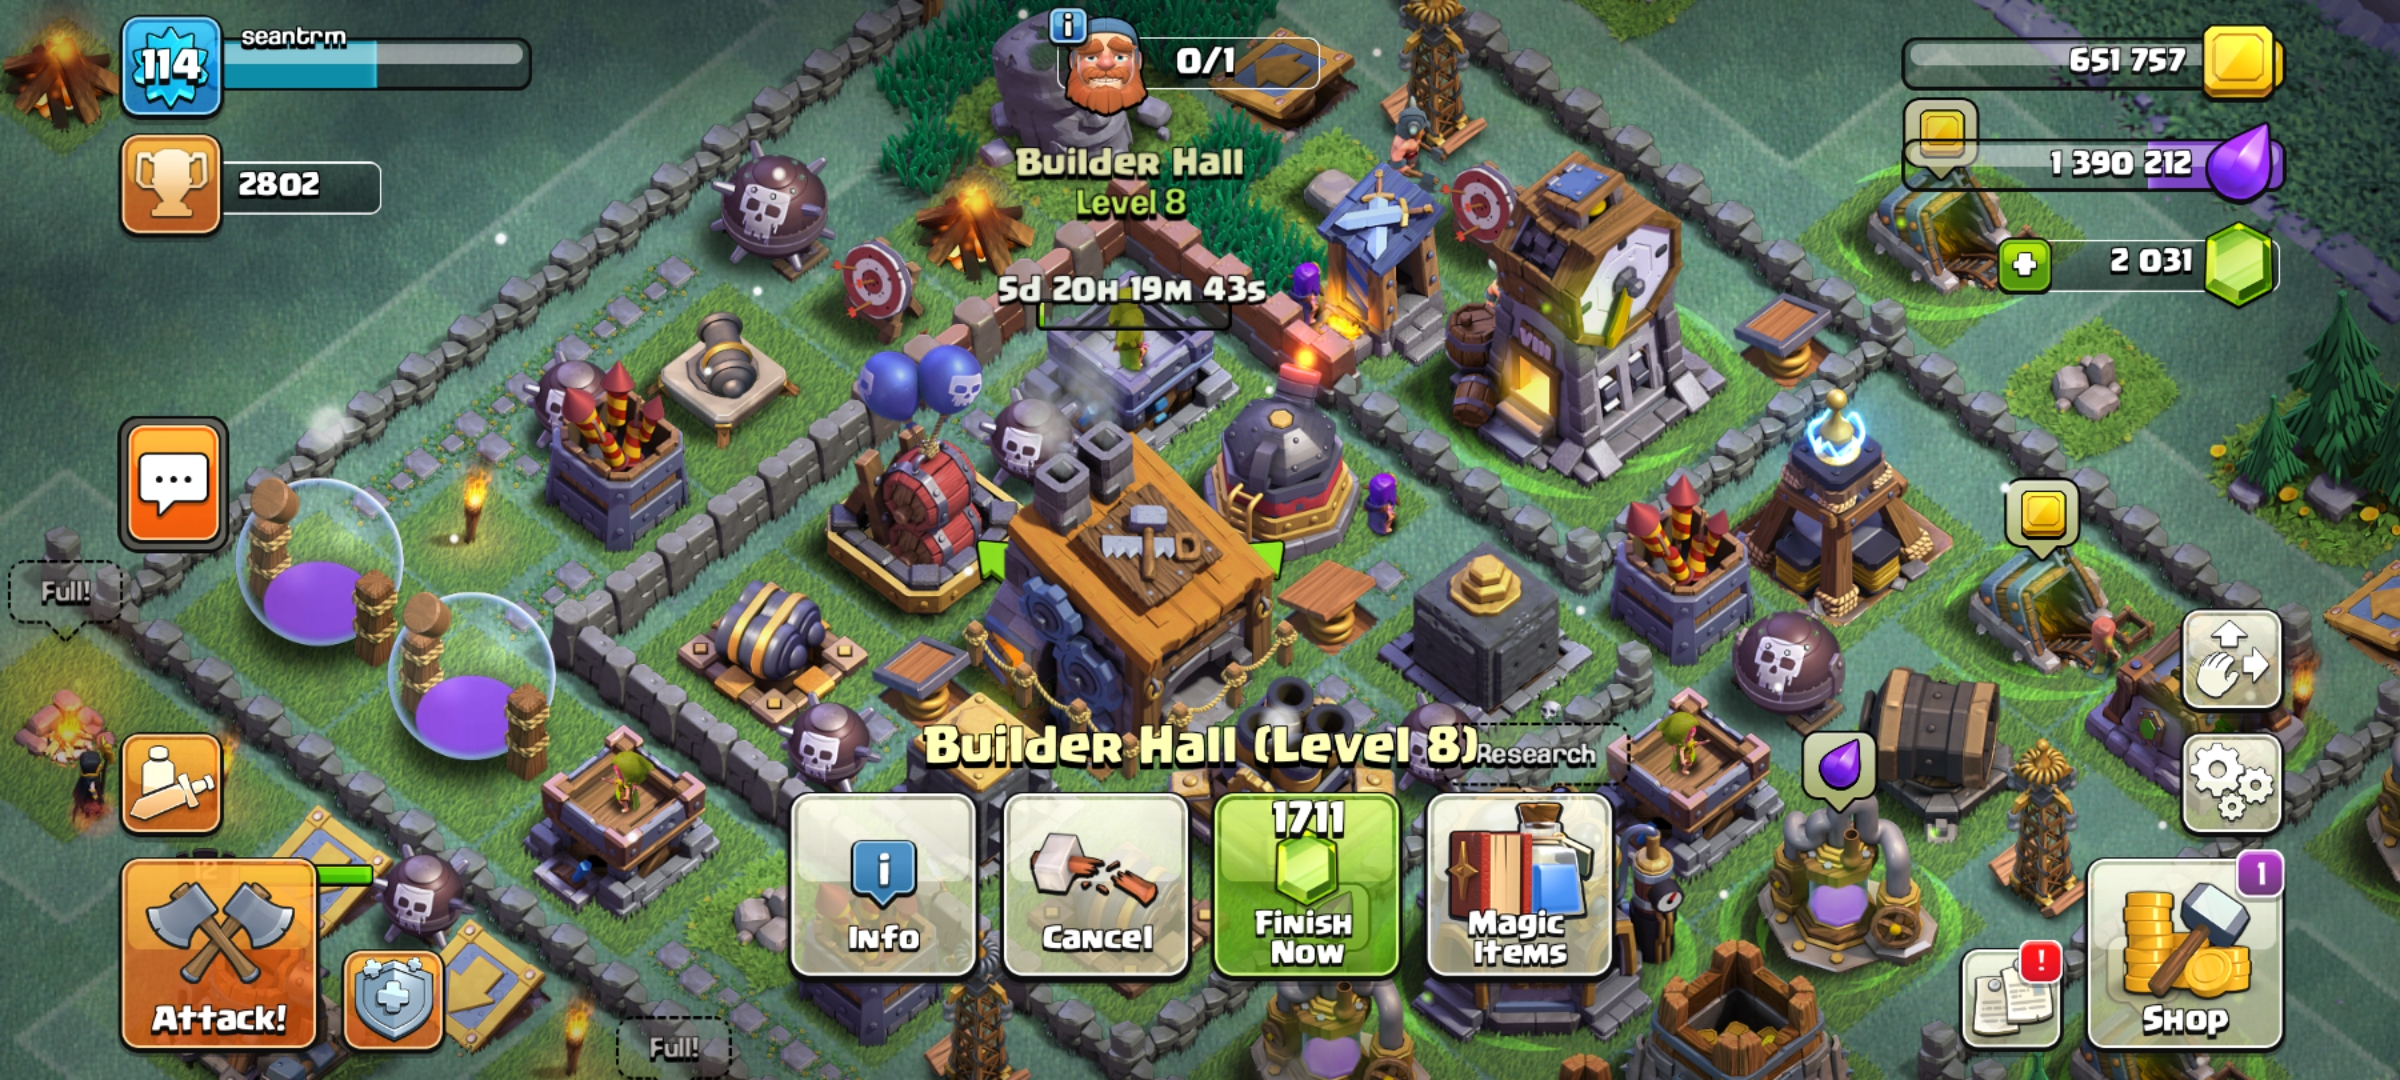 seantrm
114
0/1
651 757
2802
Builder Hall
Level 8
1 390 212
2 031
5d 20H 19M 43s
VIII
Full!
Builder Hall (Level 8)
Research
1711
Info
Cancel
Finish
Now
Magic
Items
1
!
Attack!
Shop
Full!